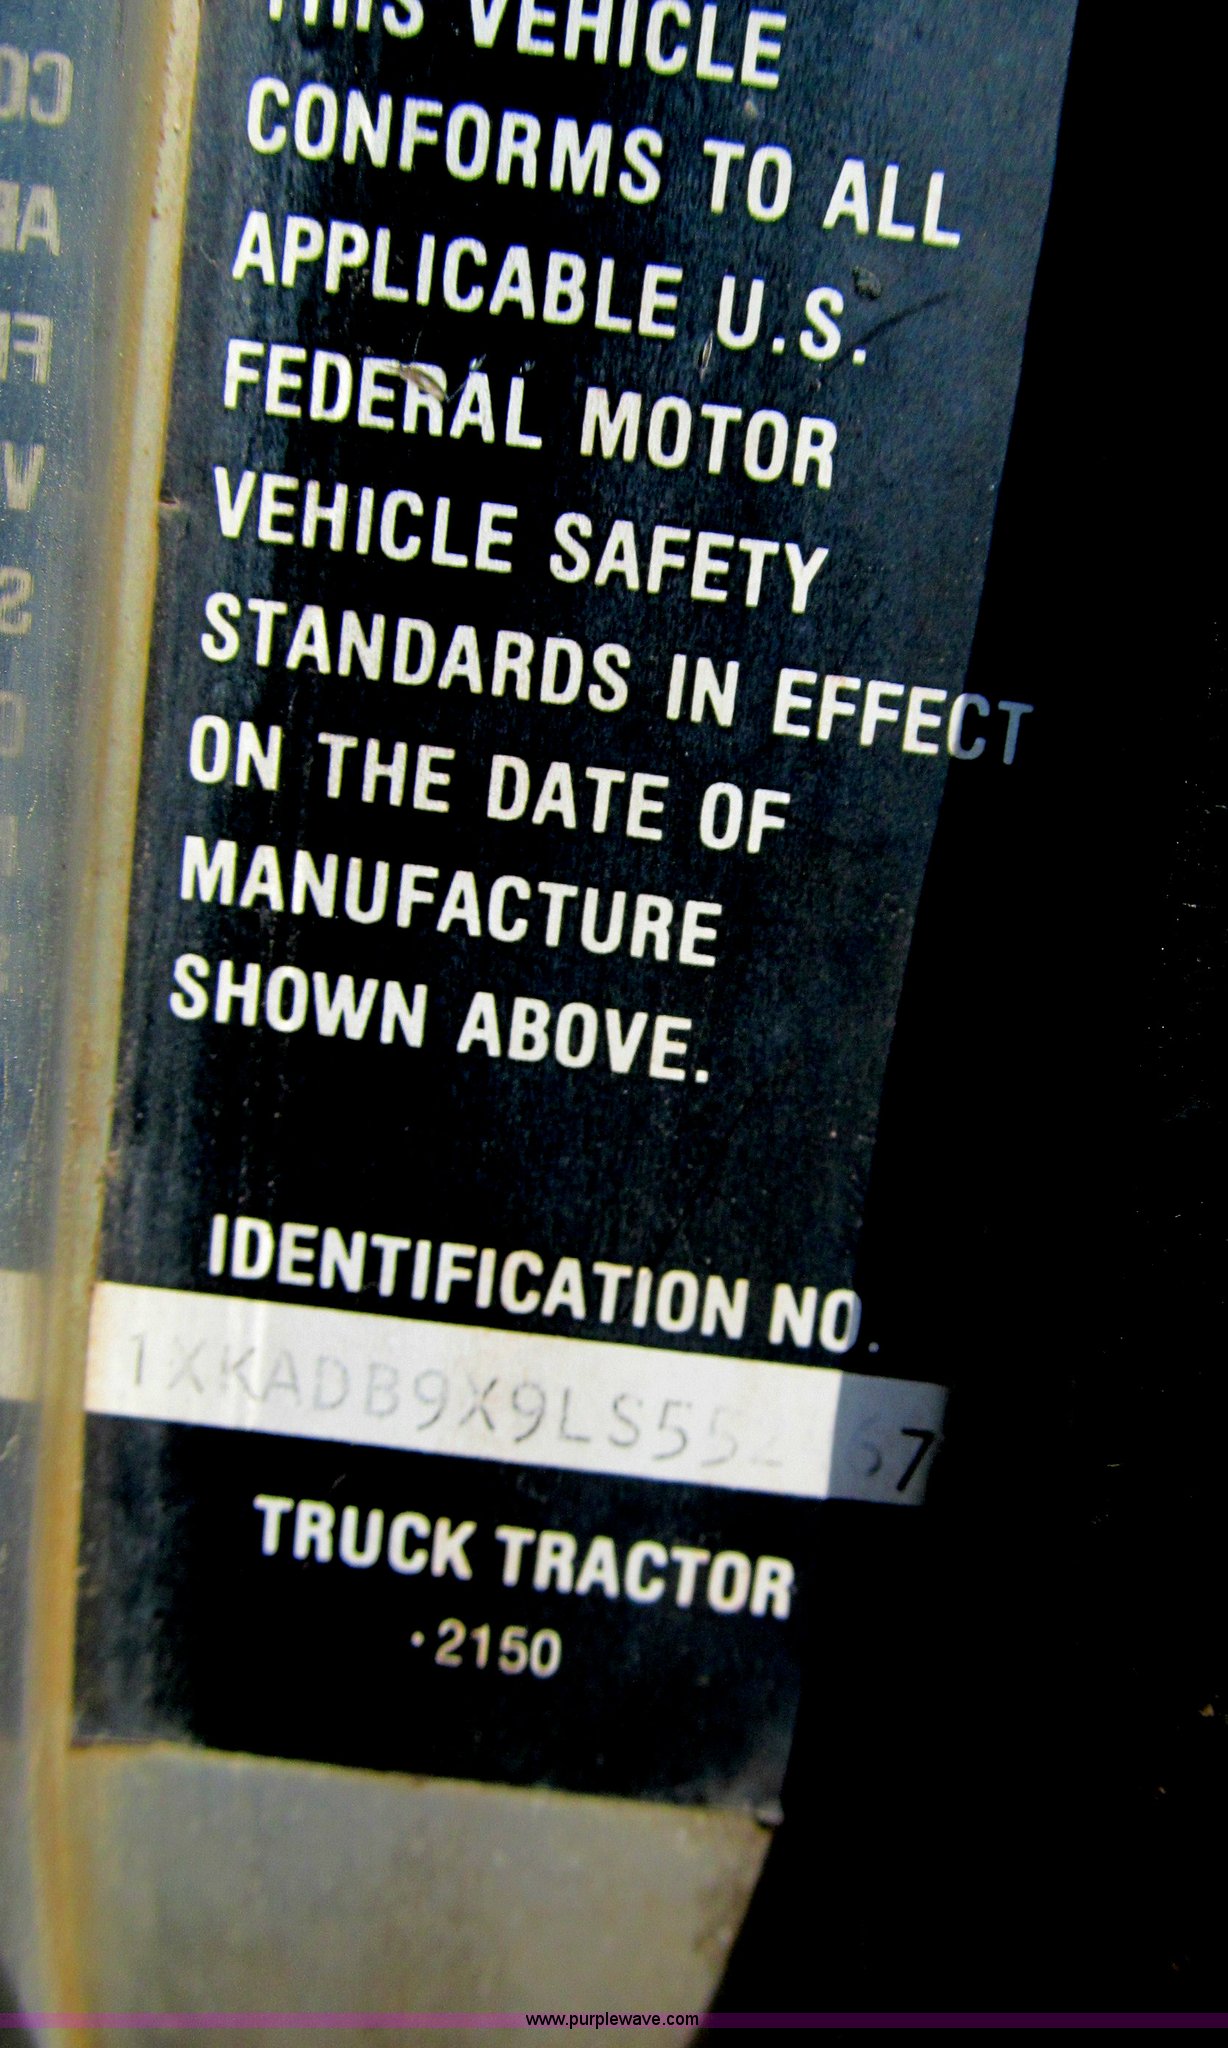 THIS VEHICLE
CONFORMS TO ALL
APPLICABLE U.S.
FEDERAL MOTOR
VEHICLE SAFETY
STANDARDS IN EFFECT
ON THE DATE OF
MANUFACTURE
SHOWN ABOVE.
IDENTIFICATION NO.
TRUCK TRACTOR
·2150
www.purplewave.com